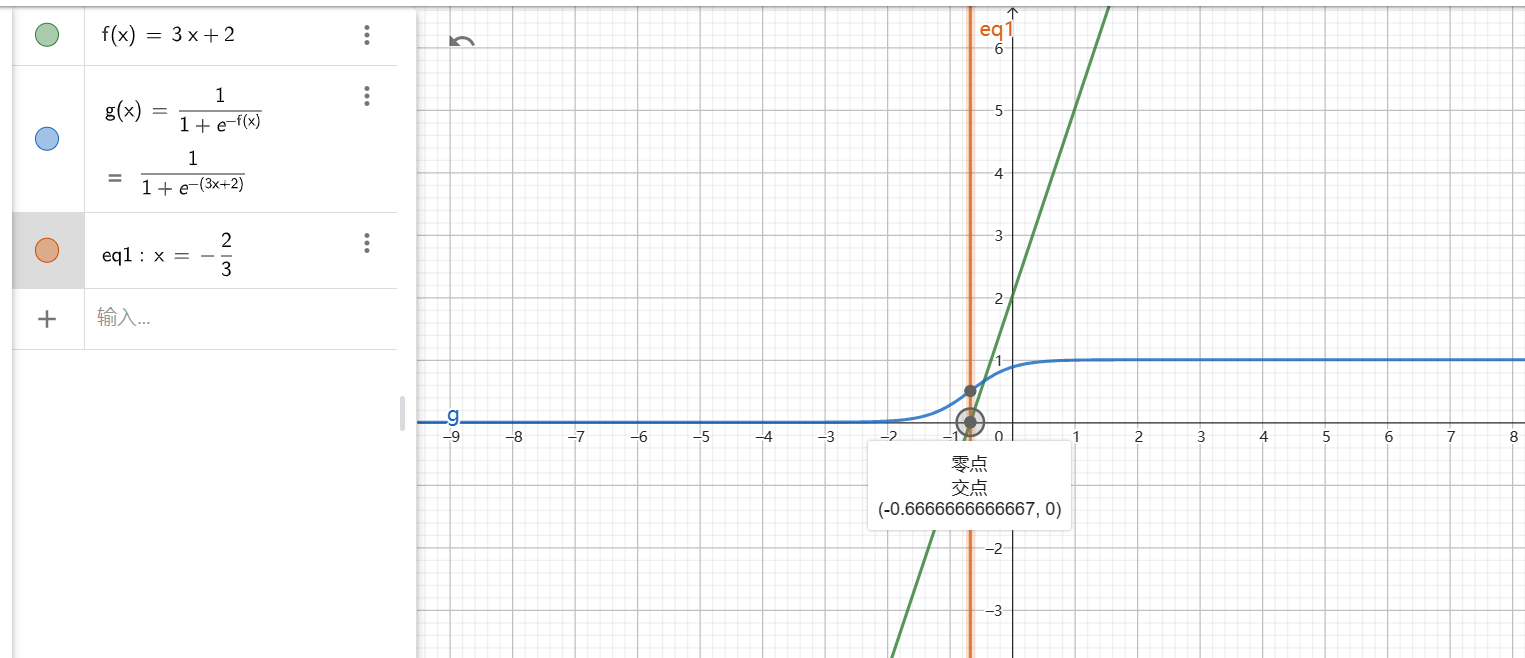 f(x) = 3 x + 2
g(x) = 1 / (1 + e^−f(x))
= 1 / (1 + e^−(3x+2))
eq1 : x = − 2/3
+ 输入…
eq1
6
5
4
3
2
1
g
−9 −8 −7 −6 −5 −4 −3 −2 −1 0 1 2 3 4 5 6 7 8
零点
交点
(-0.6666666666667, 0)
−2
−3